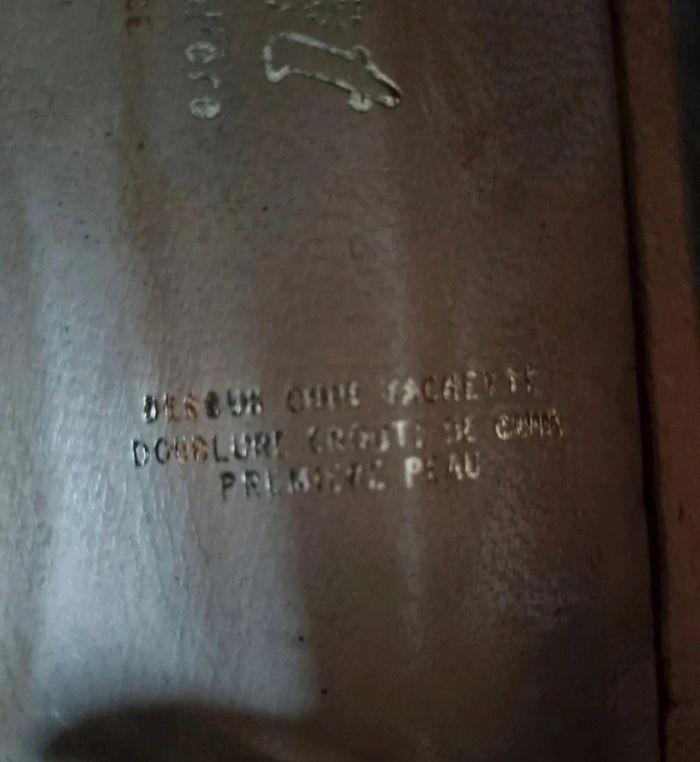 DESSUS CUIR VACHETTE
DOUBLURE CROUTE DE CUIR
PREMIERE PEAU